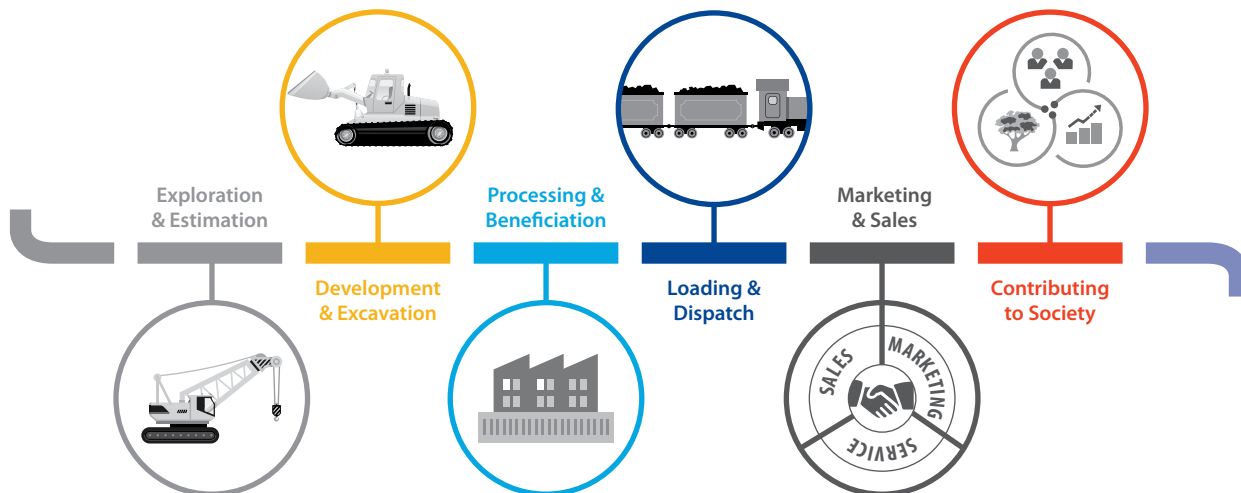 Exploration
& Estimation
Development
& Excavation
Processing &
Beneficiation
Loading &
Dispatch
Marketing
& Sales
SALES
MARKETING
SERVICE
Contributing
to Society